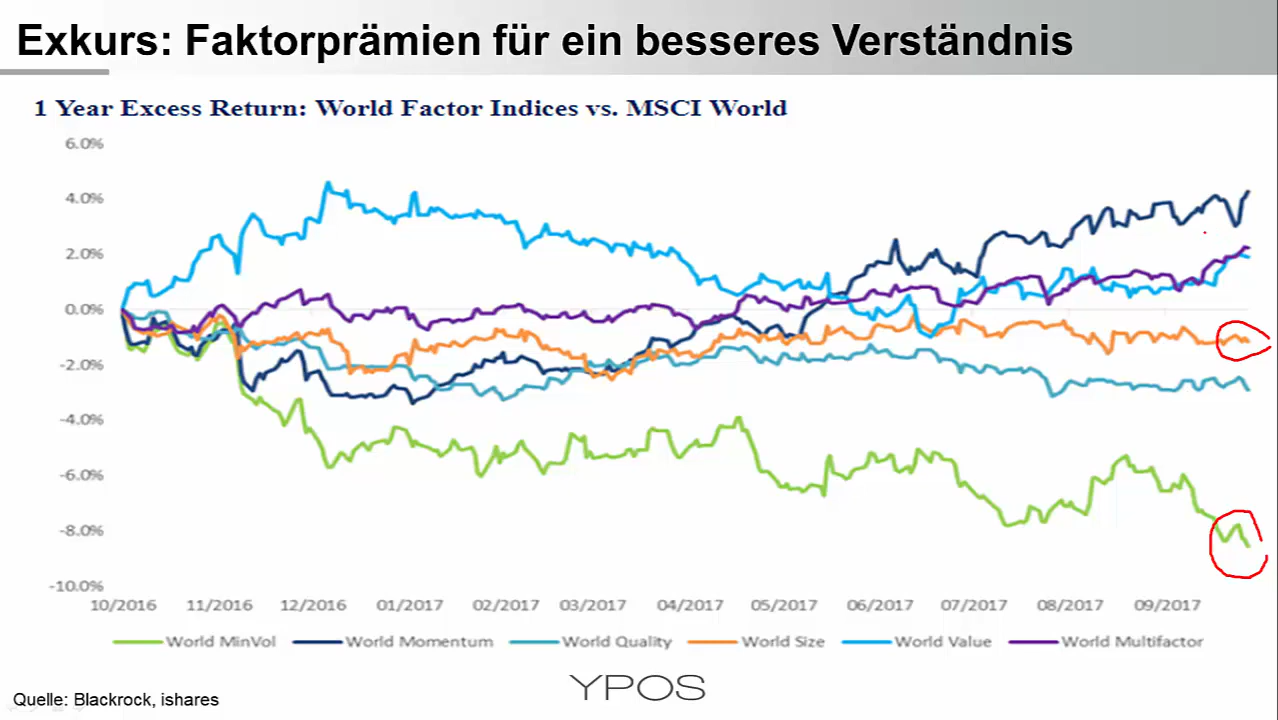 Exkurs: Faktorprämien für ein besseres Verständnis
1 Year Excess Return: World Factor Indices vs. MSCI World
6.0%
4.0%
2.0%
0.0%
-2.0%
-4.0%
-6.0%
-8.0%
-10.0%
10/2016 11/2016 12/2016 01/2017 02/2017 03/2017 04/2017 05/2017 06/2017 07/2017 08/2017 09/2017
World MinVol World Momentum World Quality World Size World Value World Multifactor
YPOS
Quelle: Blackrock, ishares